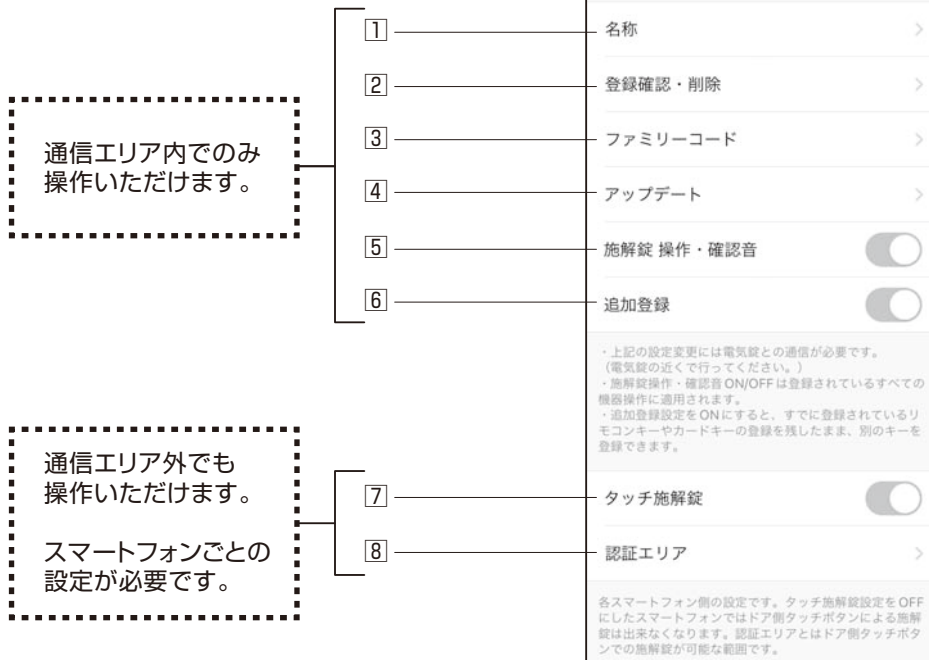 通信エリア内でのみ
操作いただけます。
1
2
3
4
5
6
名称
登録確認・削除
ファミリーコード
アップデート
施解錠 操作・確認音
追加登録
・上記の設定変更には電気錠との通信が必要です。
（電気錠の近くで行ってください。）
・施解錠操作・確認音ON/OFFは登録されているすべての
機器操作に適用されます。
・追加登録設定をONにすると、すでに登録されているリ
モコンキーやカードキーの登録を残したまま、別のキーを
登録できます。
通信エリア外でも
操作いただけます。
スマートフォンごとの
設定が必要です。
7
8
タッチ施解錠
認証エリア
各スマートフォン側の設定です。タッチ施解錠設定をOFF
にしたスマートフォンではドア側タッチボタンによる施解
錠は出来なくなります。認証エリアとはドア側タッチボタ
ンでの施解錠が可能な範囲です。